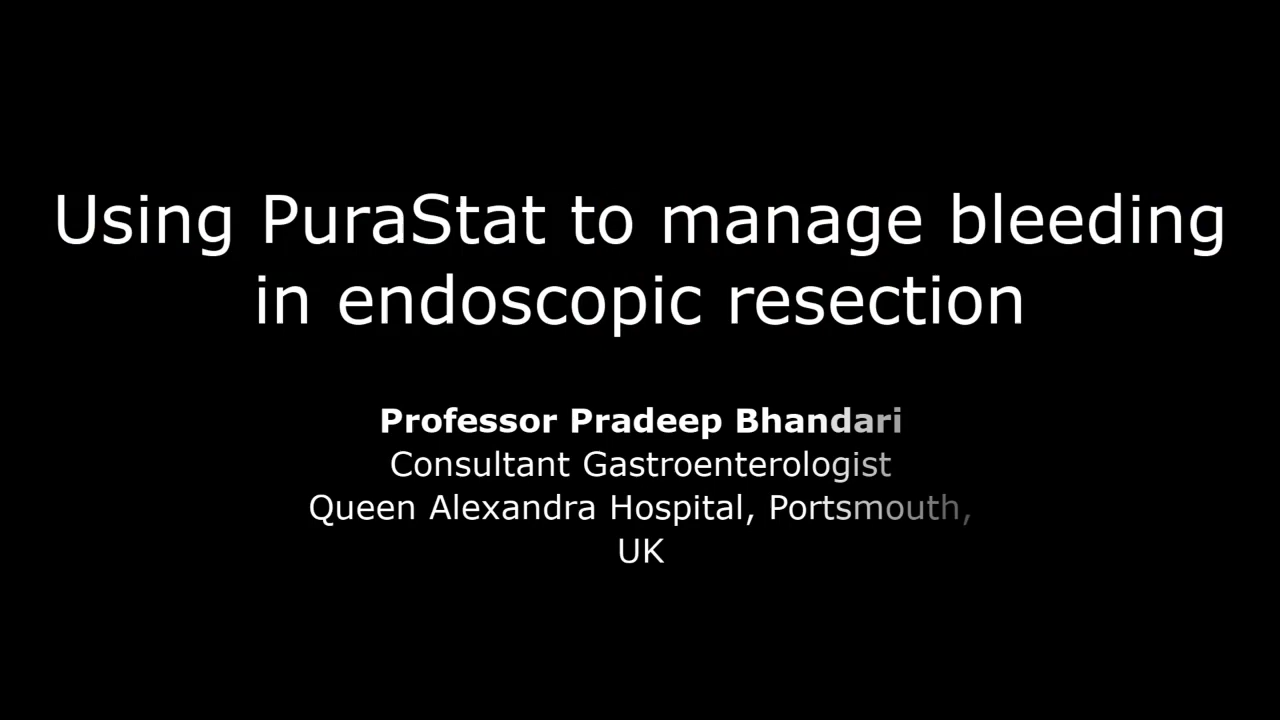 Using PuraStat to manage bleeding
in endoscopic resection
Professor Pradeep Bhandari
Consultant Gastroenterologist
Queen Alexandra Hospital, Portsmouth,
UK